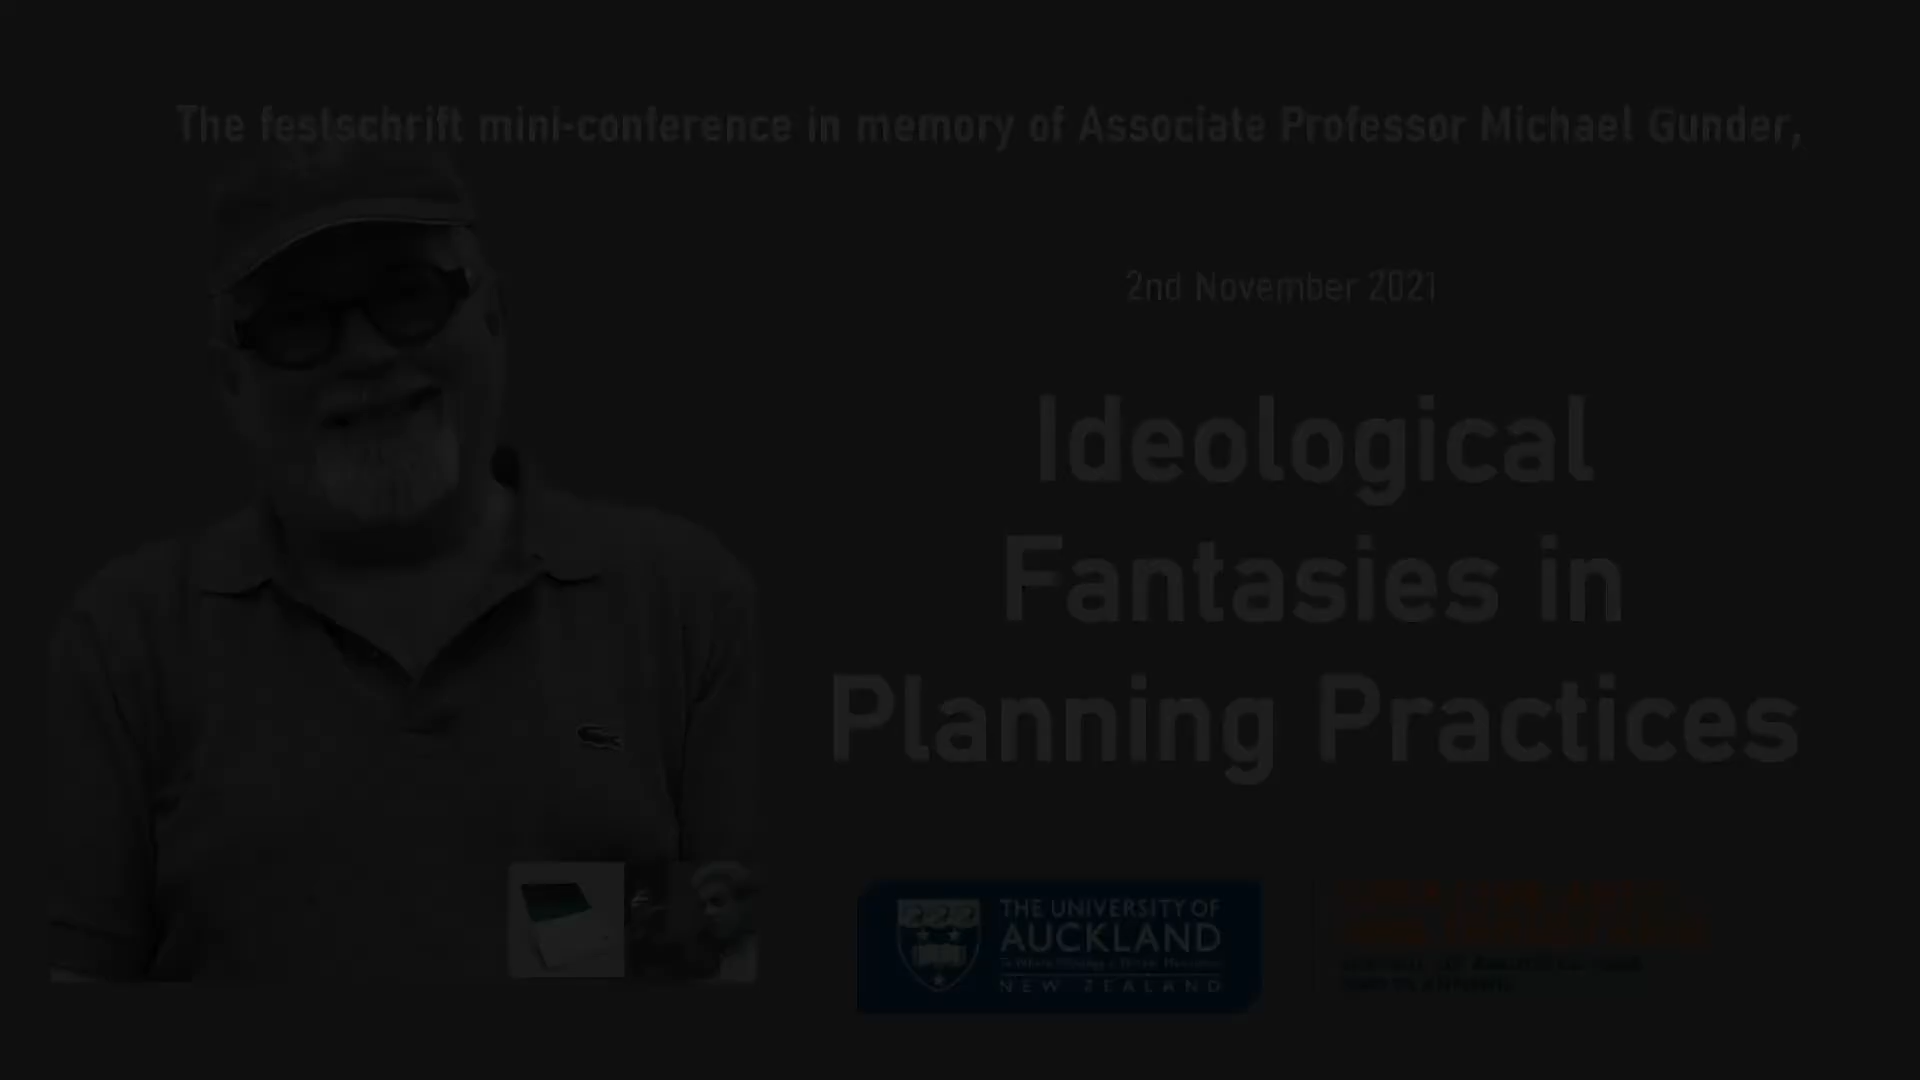 The festschrift mini-conference in memory of Associate Professor Michael Gunder,
2nd November 2021
Ideological
Fantasies in
Planning Practices
THE UNIVERSITY OF
AUCKLAND
NEW ZEALAND